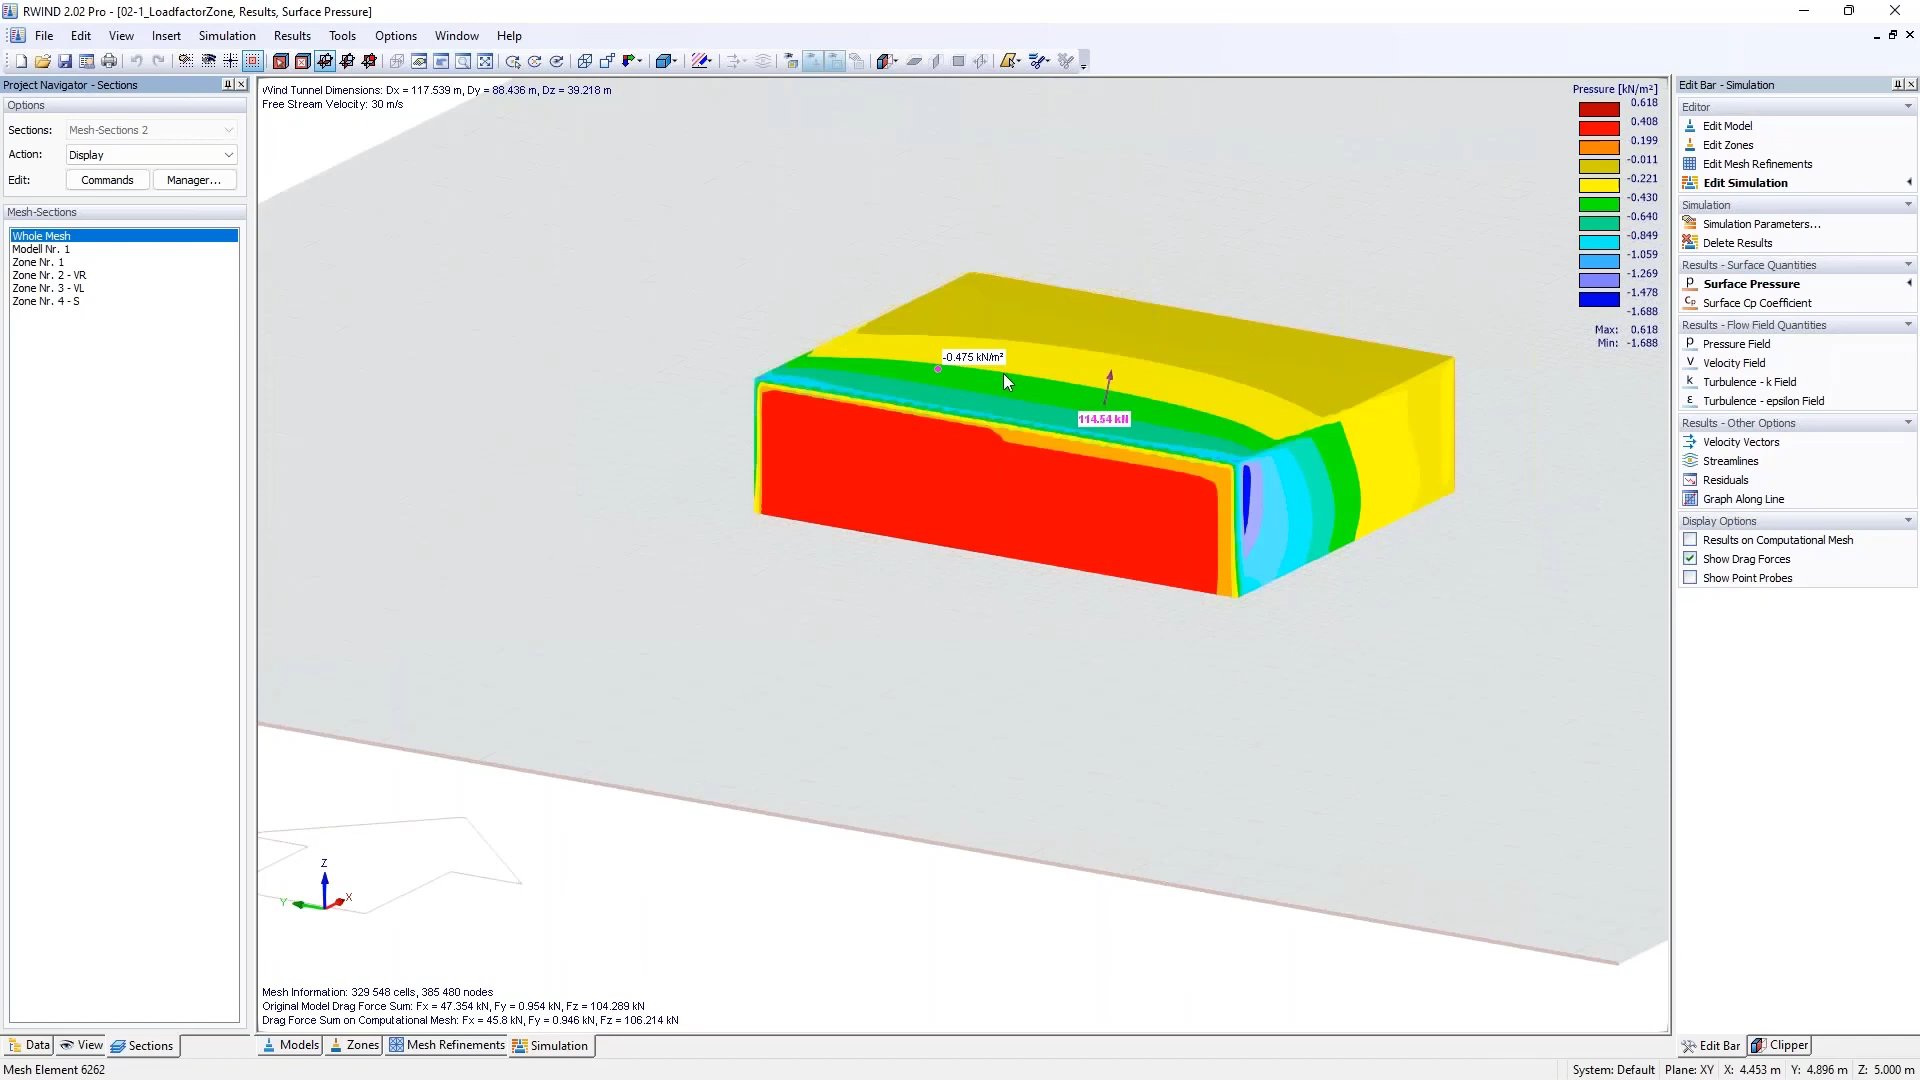 RWIND 2.02 Pro - [02-1_LoadfactorZone, Results, Surface Pressure]
File Edit View Insert Simulation Results Tools Options Window Help
Project Navigator - Sections
Options
Sections: Mesh-Sections 2
Action: Display
Edit: Commands Manager...
Mesh-Sections
Whole Mesh
Modell Nr. 1
Zone Nr. 1
Zone Nr. 2 - VR
Zone Nr. 3 - VL
Zone Nr. 4 - S
Data View Sections
Wind Tunnel Dimensions: Dx = 117.539 m, Dy = 88.436 m, Dz = 39.218 m
Free Stream Velocity: 30 m/s
Pressure [kN/m²]
0.618
0.408
0.199
-0.011
-0.221
-0.430
-0.640
-0.849
-1.059
-1.269
-1.478
-1.688
Max: 0.618
Min: -1.688
-0.475 kN/m²
114.54 kN
Z
Y
X
Mesh Information: 329 548 cells, 385 480 nodes
Original Model Drag Force Sum: Fx = 47.354 kN, Fy = 0.954 kN, Fz = 104.289 kN
Drag Force Sum on Computational Mesh: Fx = 45.8 kN, Fy = 0.946 kN, Fz = 106.214 kN
Models Zones Mesh Refinements Simulation
Edit Bar - Simulation
Editor
Edit Model
Edit Zones
Edit Mesh Refinements
Edit Simulation
Simulation
Simulation Parameters...
Delete Results
Results - Surface Quantities
p Surface Pressure
Cp Surface Cp Coefficient
Results - Flow Field Quantities
p Pressure Field
v Velocity Field
k Turbulence - k Field
ε Turbulence - epsilon Field
Results - Other Options
Velocity Vectors
Streamlines
Residuals
Graph Along Line
Display Options
Results on Computational Mesh
Show Drag Forces
Show Point Probes
Edit Bar Clipper
Mesh Element 6262
System: Default Plane: XY X: 4.453 m Y: 4.896 m Z: 5.000 m